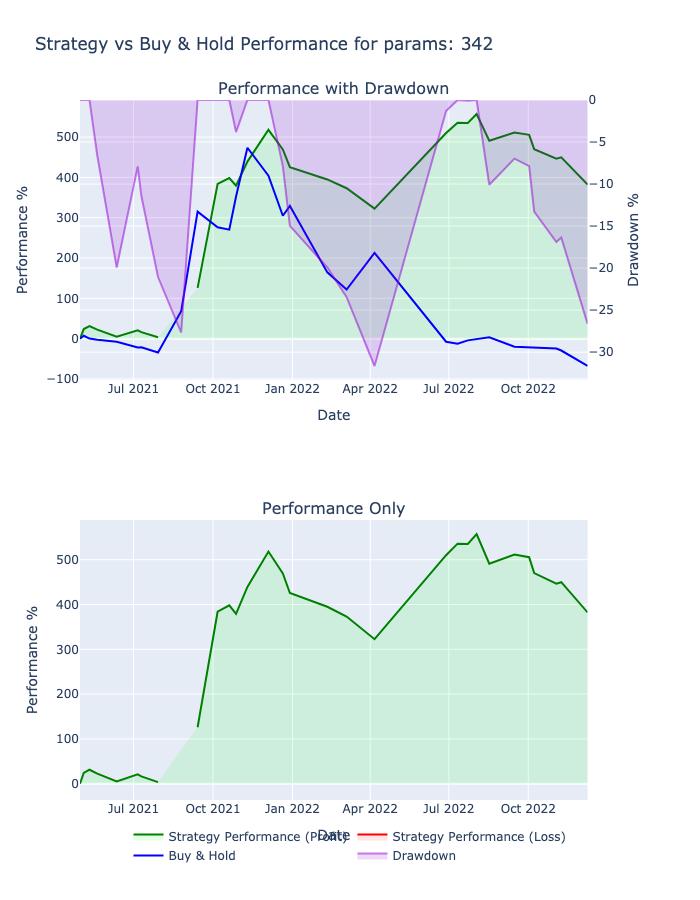 Strategy vs Buy & Hold Performance for params: 342
Performance with Drawdown
500
400
300
200
100
0
−100
Performance %
0
−5
−10
−15
−20
−25
−30
Drawdown %
Jul 2021 Oct 2021 Jan 2022 Apr 2022 Jul 2022 Oct 2022
Date
Performance Only
500
400
300
200
100
0
Performance %
Jul 2021 Oct 2021 Jan 2022 Apr 2022 Jul 2022 Oct 2022
Date
Strategy Performance (Profit) Strategy Performance (Loss)
Buy & Hold Drawdown